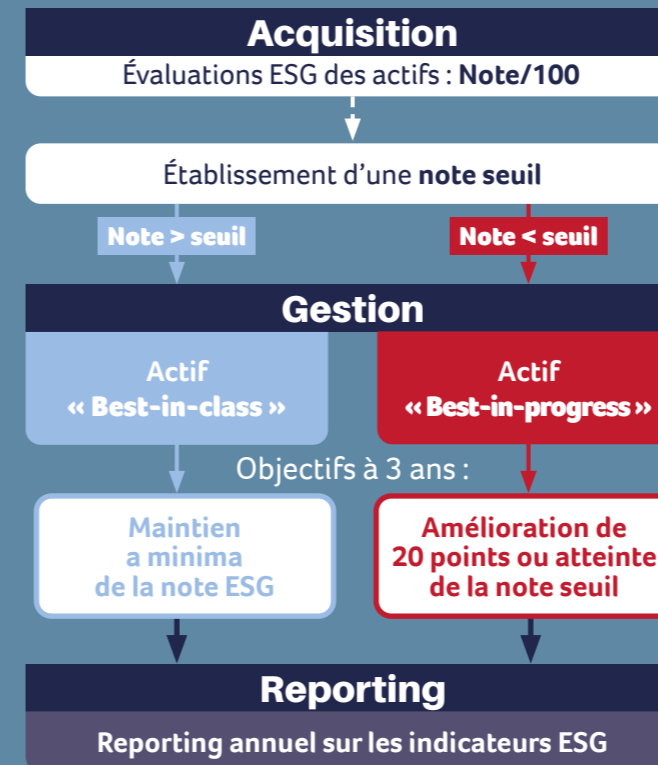 Acquisition
Évaluations ESG des actifs : Note/100
Établissement d’une note seuil
Note > seuil
Note < seuil
Gestion
Actif
« Best-in-class »
Actif
« Best-in-progress »
Objectifs à 3 ans :
Maintien
a minima
de la note ESG
Amélioration de
20 points ou atteinte
de la note seuil
Reporting
Reporting annuel sur les indicateurs ESG